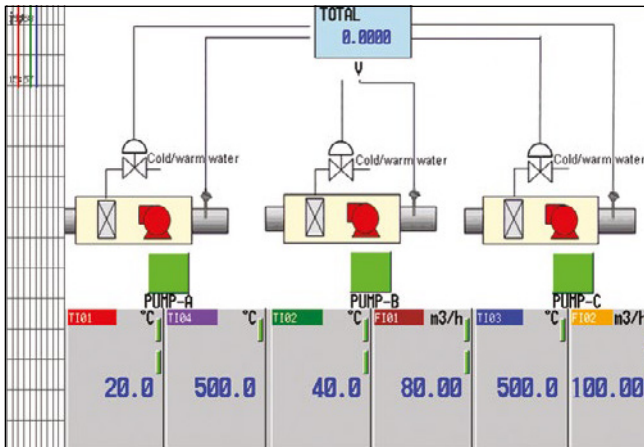 TOTAL
0.0000
V
Cold/warm water
Cold/warm water
Cold/warm water
PUMP-A
PUMP-B
PUMP-C
TI01 °C
TI04 °C
TI02 °C
FI01 m3/h
TI03 °C
FI02 m3/h
20.0
500.0
40.0
80.00
500.0
100.00